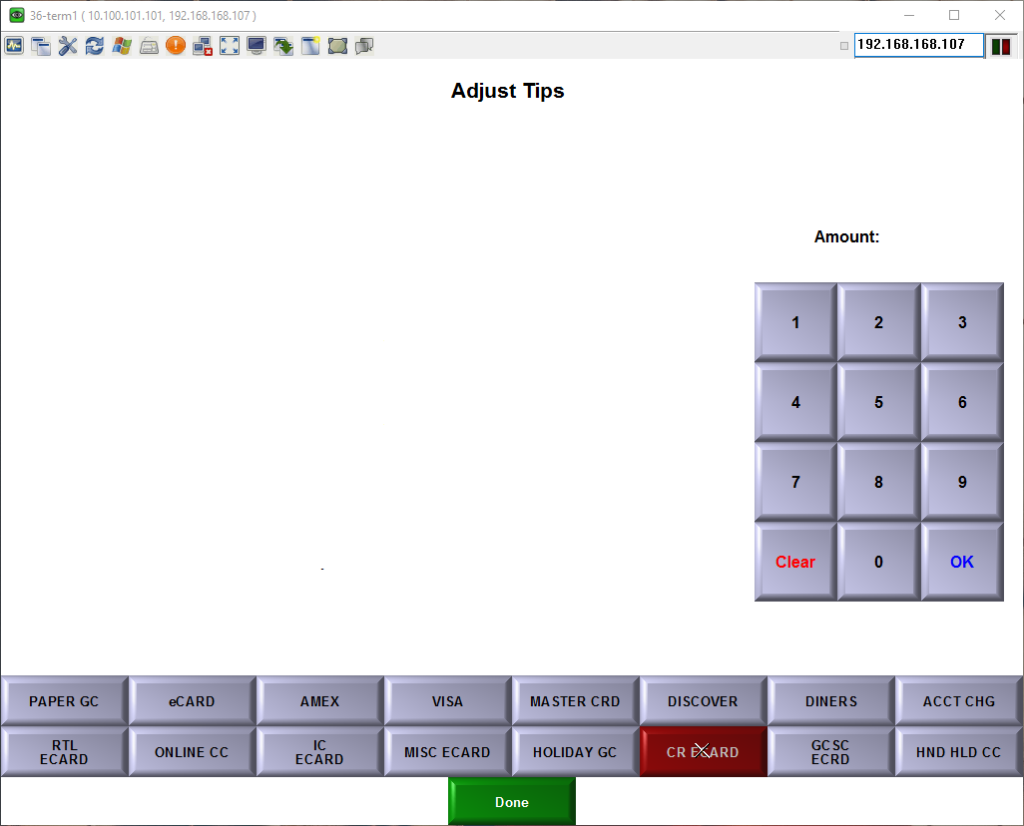 36-term1 ( 10.100.101.101, 192.168.168.107 )
192.168.168.107
Adjust Tips
Amount:
1 2 3
4 5 6
7 8 9
Clear 0 OK
PAPER GC eCARD AMEX VISA MASTER CRD DISCOVER DINERS ACCT CHG
RTL ECARD ONLINE CC IC ECARD MISC ECARD HOLIDAY GC CR ECARD GC SC ECRD HND HLD CC
Done